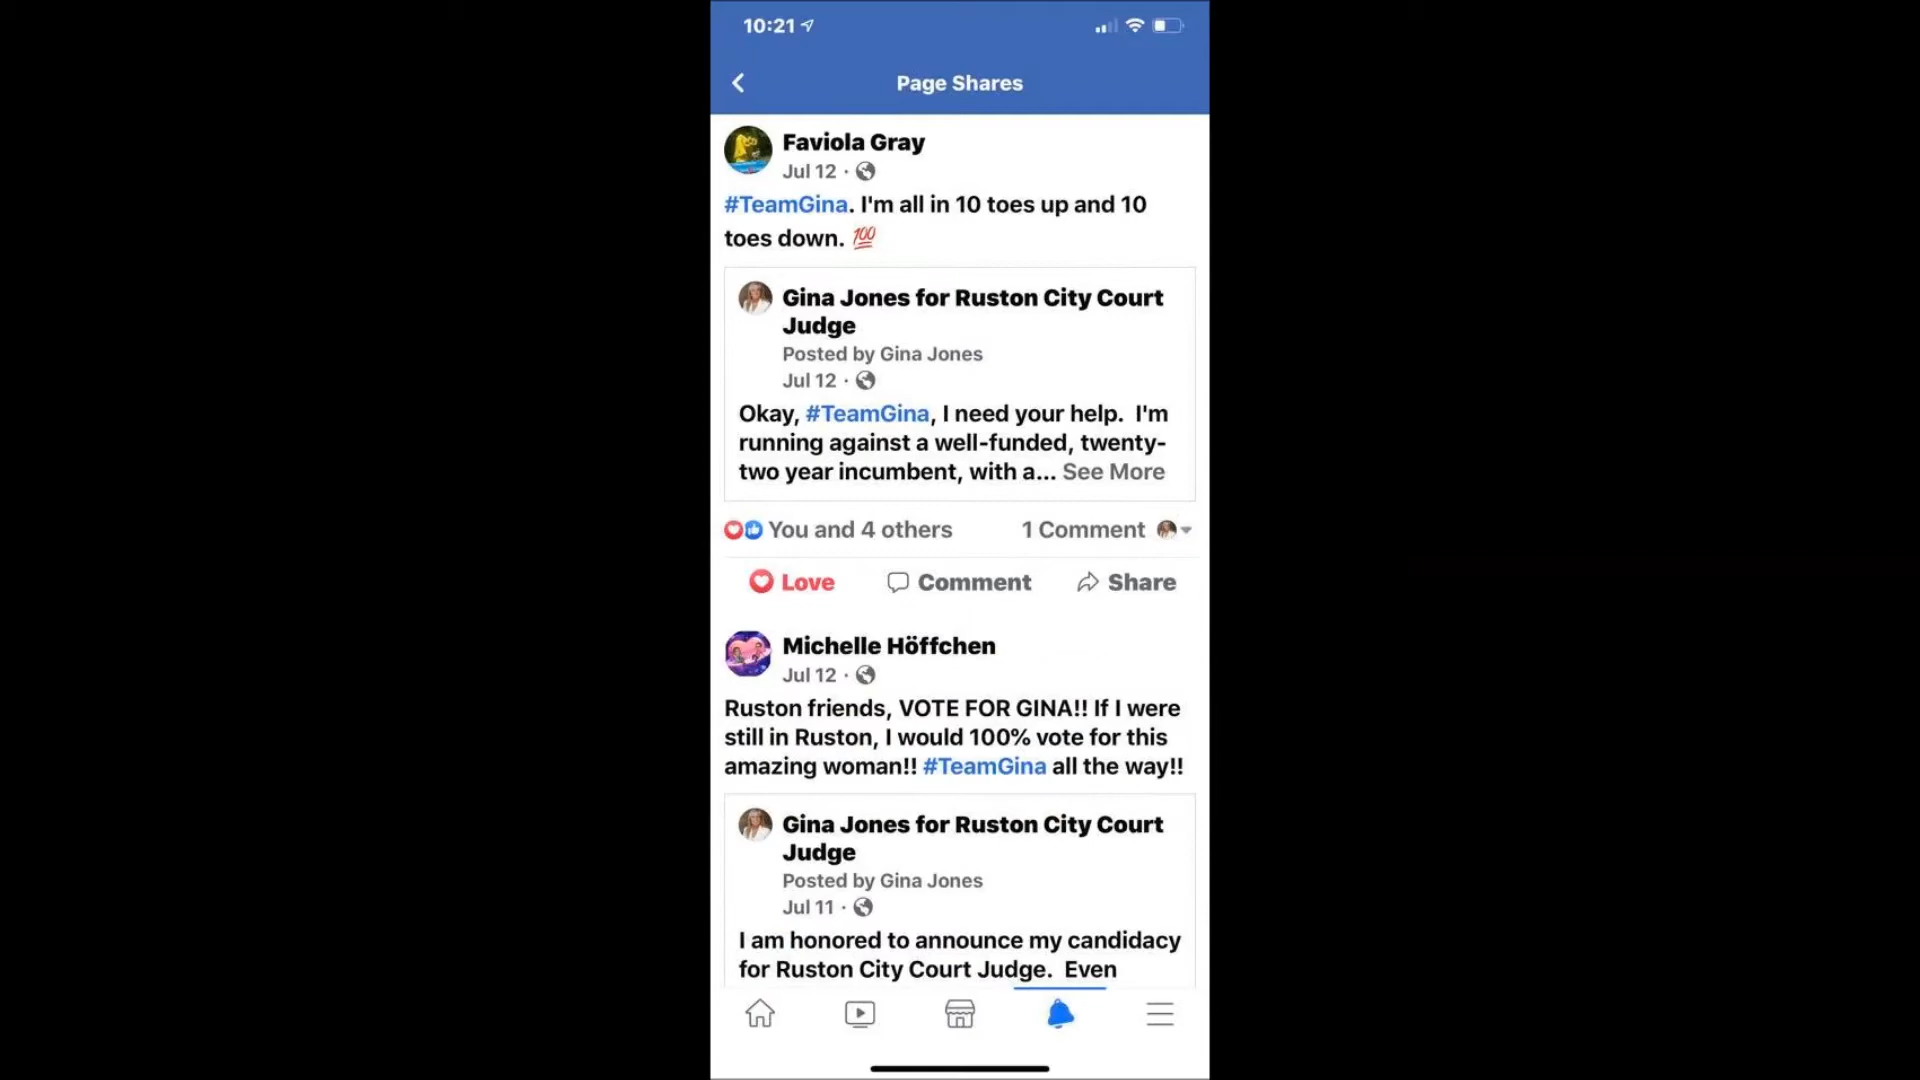 10:21
Page Shares
Faviola Gray
Jul 12 ·
#TeamGina. I'm all in 10 toes up and 10
toes down. 💯
Gina Jones for Ruston City Court
Judge
Posted by Gina Jones
Jul 12 ·
Okay, #TeamGina, I need your help.  I'm
running against a well-funded, twenty-
two year incumbent, with a... See More
You and 4 others
1 Comment
Love
Comment
Share
Michelle Höffchen
Jul 12 ·
Ruston friends, VOTE FOR GINA!! If I were
still in Ruston, I would 100% vote for this
amazing woman!! #TeamGina all the way!!
Gina Jones for Ruston City Court
Judge
Posted by Gina Jones
Jul 11 ·
I am honored to announce my candidacy
for Ruston City Court Judge.  Even